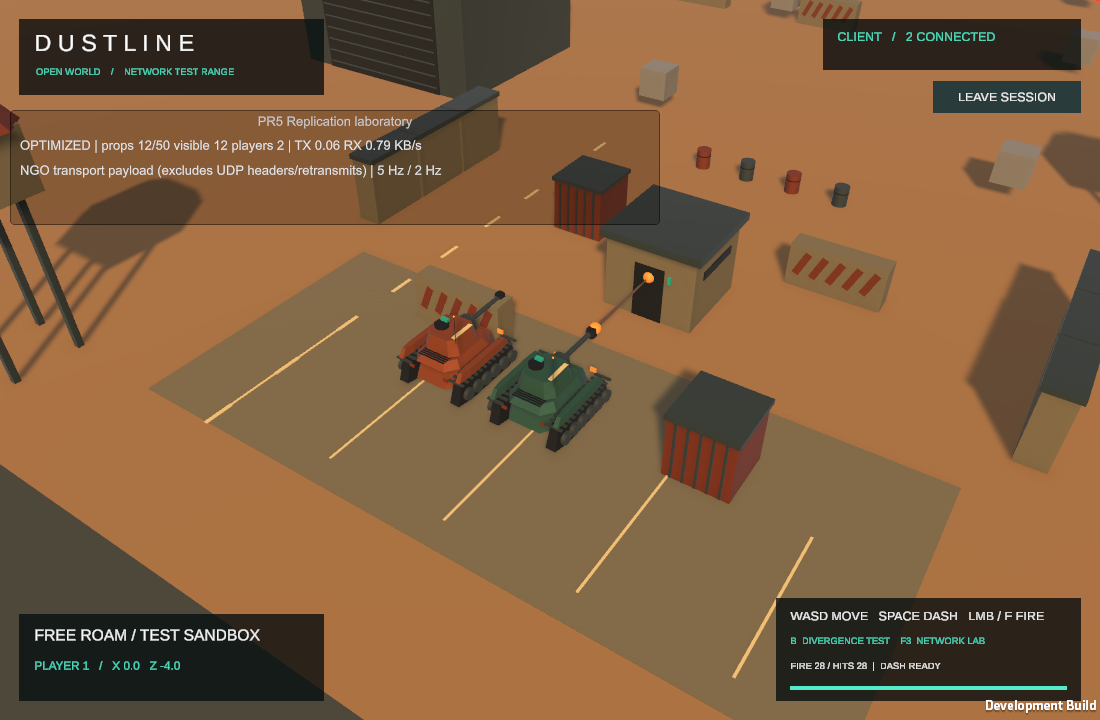 DUSTLINE
OPEN WORLD / NETWORK TEST RANGE
CLIENT / 2 CONNECTED
LEAVE SESSION
PR5 Replication laboratory
OPTIMIZED | props 12/50 visible 12 players 2 | TX 0.06 RX 0.79 KB/s
NGO transport payload (excludes UDP headers/retransmits) | 5 Hz / 2 Hz
FREE ROAM / TEST SANDBOX
PLAYER 1 / X 0.0 Z -4.0
WASD MOVE SPACE DASH LMB / F FIRE
B DIVERGENCE TEST F3 NETWORK LAB
FIRE 28 / HITS 28 | DASH READY
Development Build